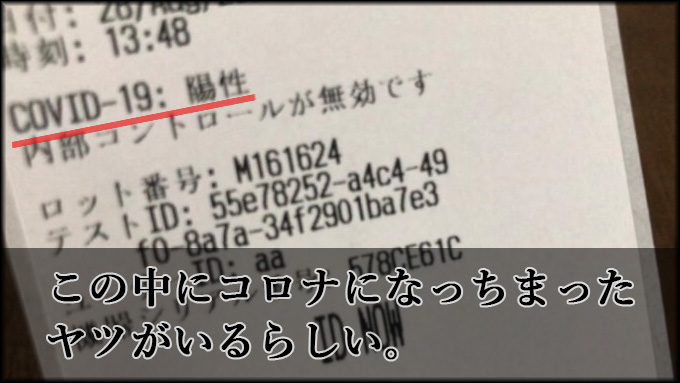 時刻: 13:48
COVID-19: 陽性
内部コントロールが無効です
ロット番号: M161624
テストID: 55e78252-a4c4-49
f0-8a7a-34f2901ba7e3
ID: aa
578CE61C
ID NOW
この中にコロナになっちまった
ヤツがいるらしい。